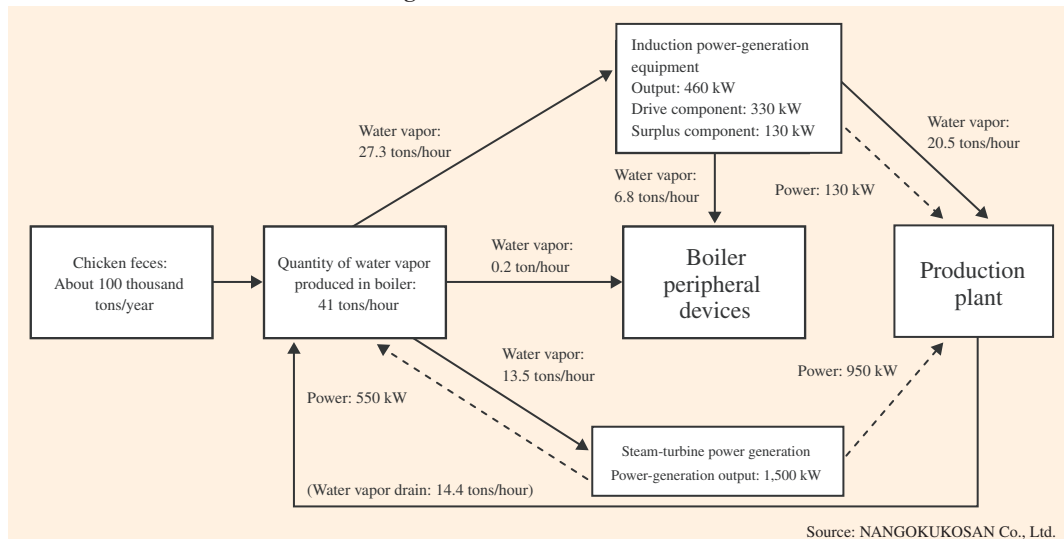 Induction power-generation
equipment
Output: 460 kW
Drive component: 330 kW
Surplus component: 130 kW
Water vapor:
27.3 tons/hour
Water vapor:
20.5 tons/hour
Water vapor:
6.8 tons/hour
Power: 130 kW
Chicken feces:
About 100 thousand
tons/year
Quantity of water vapor
produced in boiler:
41 tons/hour
Water vapor:
0.2 ton/hour
Boiler
peripheral
devices
Production
plant
Water vapor:
13.5 tons/hour
Power: 550 kW
Power: 950 kW
Steam-turbine power generation
Power-generation output: 1,500 kW
(Water vapor drain: 14.4 tons/hour)
Source: NANGOKUKOSAN Co., Ltd.